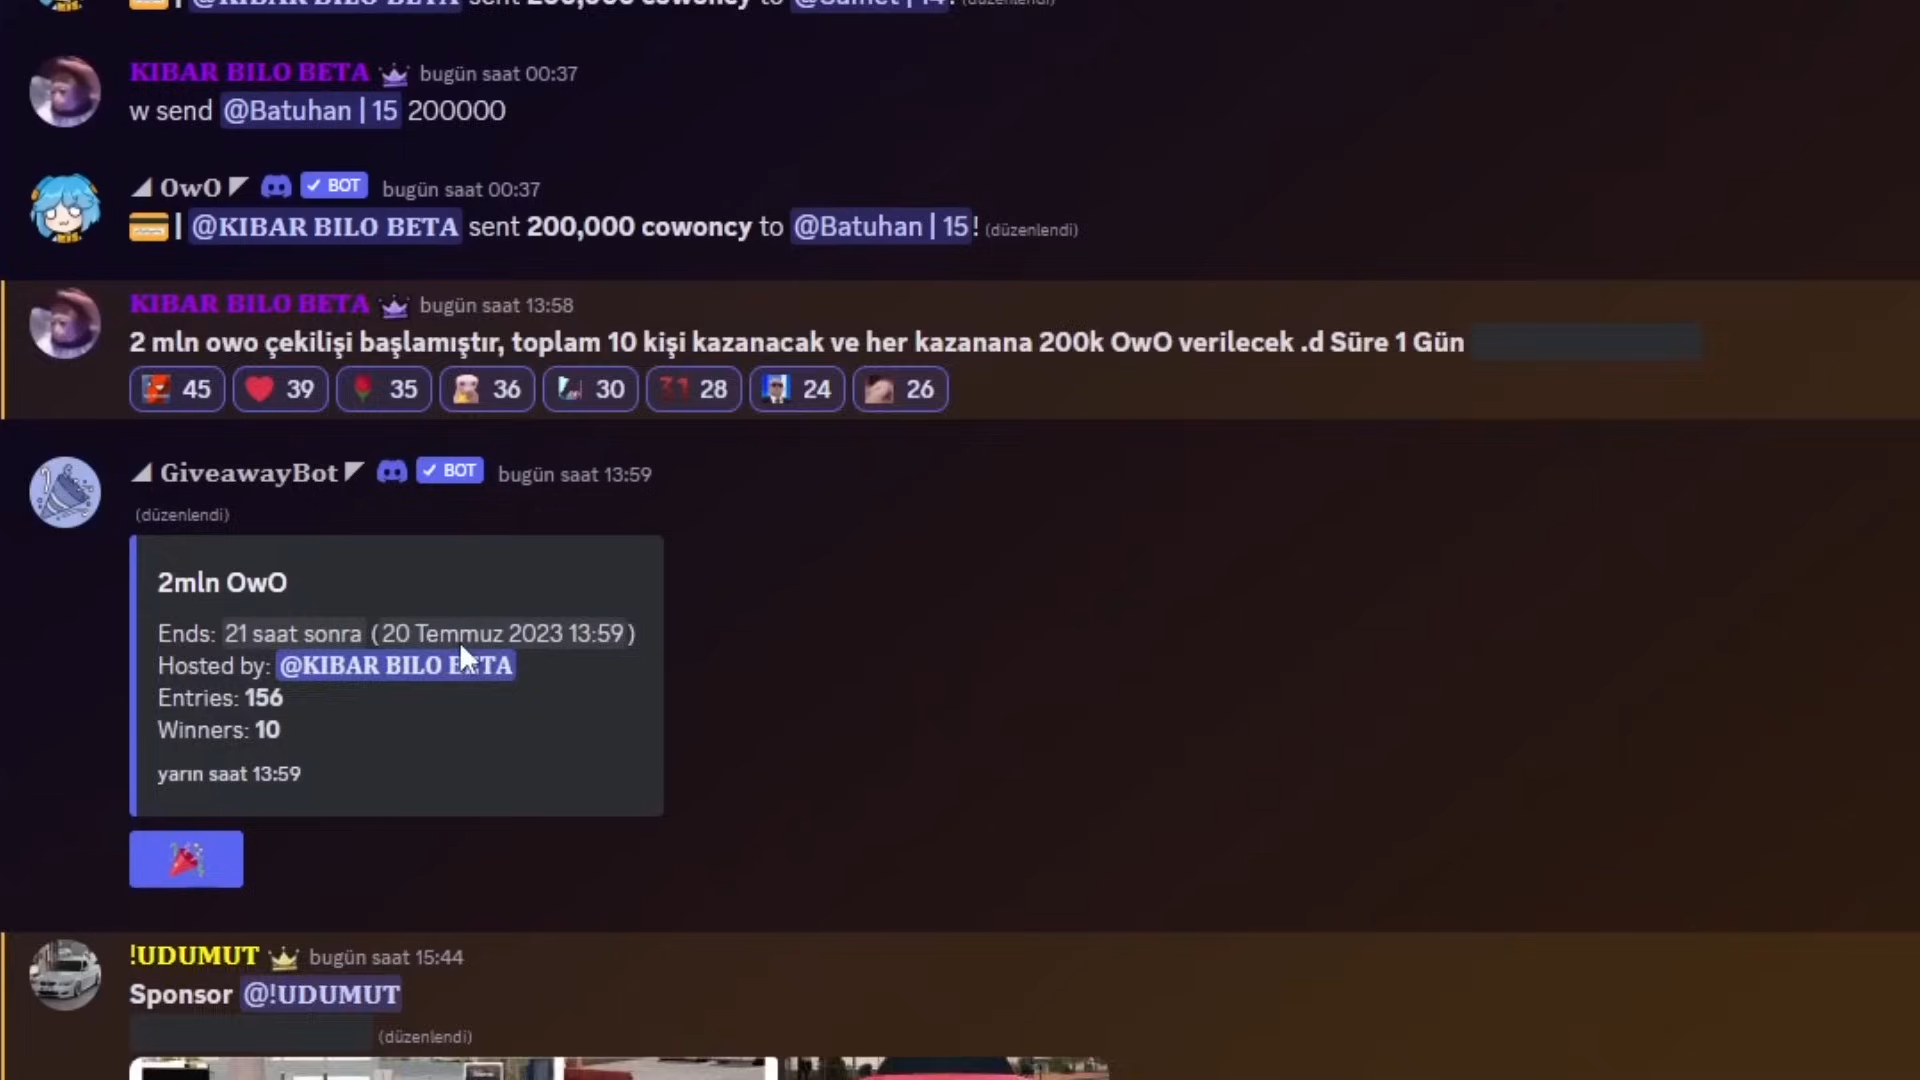 @KIBAR BILO BETA sent 200,000 cowoncy to @Samet | 14! (düzenlendi)
KIBAR BILO BETA bugün saat 00:37
w send @Batuhan | 15 200000
◢ OwO ◤ ✓ BOT bugün saat 00:37
| @KIBAR BILO BETA sent 200,000 cowoncy to @Batuhan | 15! (düzenlendi)
KIBAR BILO BETA bugün saat 13:58
2 mln owo çekilişi başlamıştır, toplam 10 kişi kazanacak ve her kazanana 200k OwO verilecek .d Süre 1 Gün
45 39 35 36 30 31 28 24 26
◢ GiveawayBot ◤ ✓ BOT bugün saat 13:59
(düzenlendi)
2mln OwO
Ends: 21 saat sonra (20 Temmuz 2023 13:59)
Hosted by: @KIBAR BILO BETA
Entries: 156
Winners: 10
yarın saat 13:59
!UDUMUT bugün saat 15:44
Sponsor @!UDUMUT
(düzenlendi)